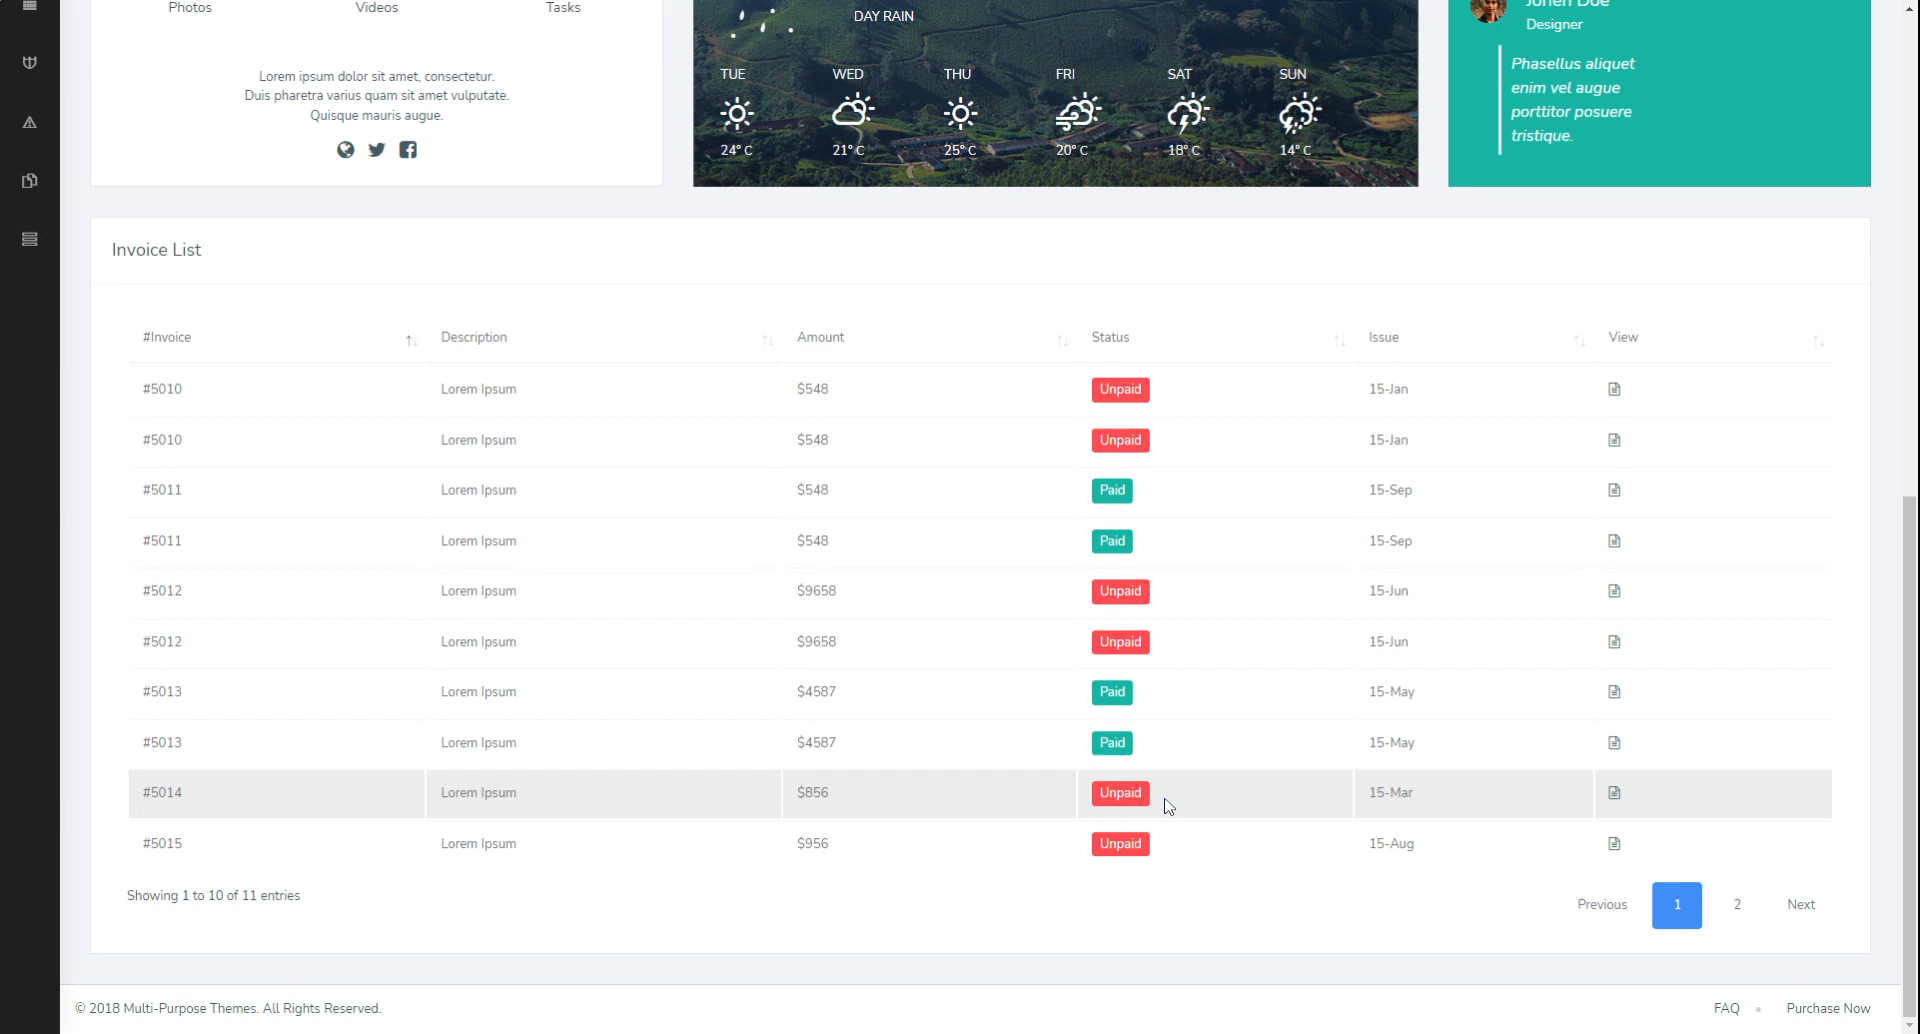 Photos Videos Tasks
Lorem ipsum dolor sit amet, consectetur.
Duis pharetra varius quam sit amet vulputate.
Quisque mauris augue.
DAY RAIN
TUE WED THU FRI SAT SUN
24° C 21° C 25° C 20° C 18° C 14° C
Designer
Phasellus aliquet
enim vel augue
porttitor posuere
tristique.
Invoice List
#Invoice Description Amount Status Issue View
#5010 Lorem Ipsum $548 Unpaid 15-Jan
#5010 Lorem Ipsum $548 Unpaid 15-Jan
#5011 Lorem Ipsum $548 Paid 15-Sep
#5011 Lorem Ipsum $548 Paid 15-Sep
#5012 Lorem Ipsum $9658 Unpaid 15-Jun
#5012 Lorem Ipsum $9658 Unpaid 15-Jun
#5013 Lorem Ipsum $4587 Paid 15-May
#5013 Lorem Ipsum $4587 Paid 15-May
#5014 Lorem Ipsum $856 Unpaid 15-Mar
#5015 Lorem Ipsum $956 Unpaid 15-Aug
Showing 1 to 10 of 11 entries
Previous 1 2 Next
© 2018 Multi-Purpose Themes. All Rights Reserved.
FAQ • Purchase Now